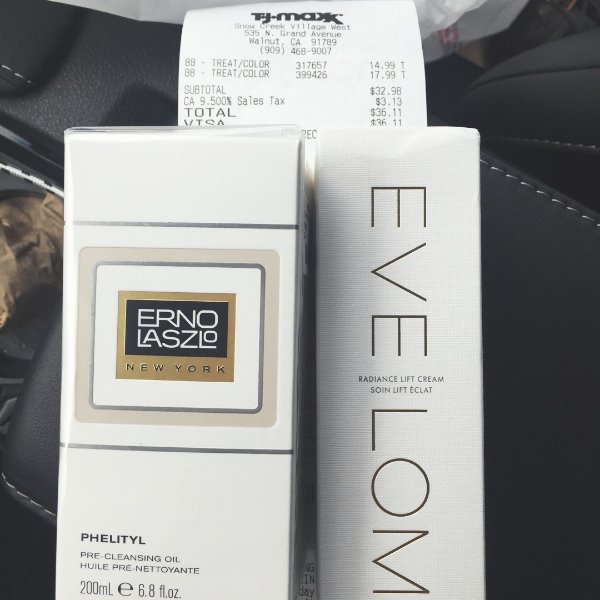 T.J.maxx
Snow Creek Village West
535 N. Grand Avenue
Walnut, CA 91789
(909) 468-9007
88 - TREAT/COLOR 317657 14.99 T
88 - TREAT/COLOR 399426 17.99 T
SUBTOTAL $32.98
CA 9.500% Sales Tax $3.13
TOTAL $36.11
VISA $36.11
ERNO
LASZLO
NEW YORK
PHELITYL
PRE-CLEANSING OIL
HUILE PRÉ-NETTOYANTE
200mL e 6.8 fl.oz.
EVE LOM
RADIANCE LIFT CREAM
SOIN LIFT ÉCLAT